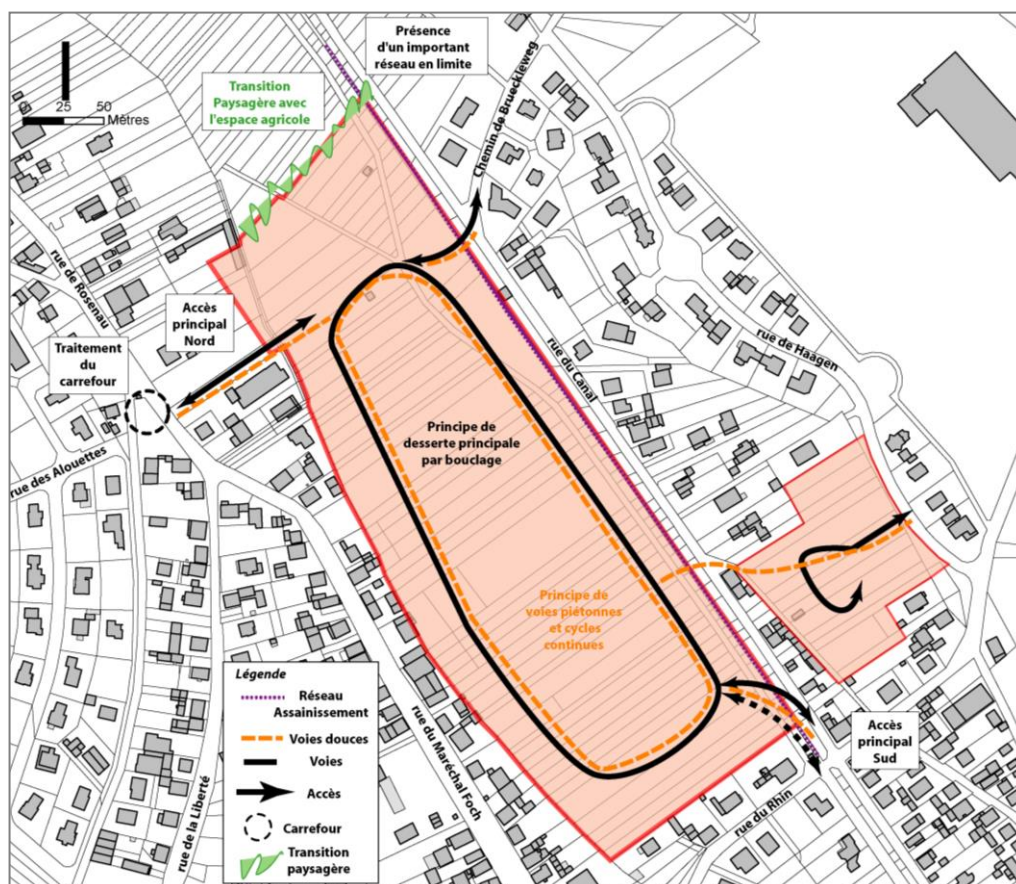 Présence
d'un important
réseau en limite
Transition
Paysagère avec
l'espace agricole
0 25 50
Métres
Chemin de Brueckleweg
rue de Rosenau
Accès
principal
Nord
Traitement
du
carrefour
rue du Canal
rue de Haagen
rue des Alouettes
Principe de
desserte principale
par bouclage
Principe de
voies piétonnes
et cycles
continues
Accès
principal
Sud
rue du Rhin
rue du Maréchal Foch
rue de la Liberté
Légende
Réseau
Assainissement
Voies douces
Voies
Accès
Carrefour
Transition
paysagère